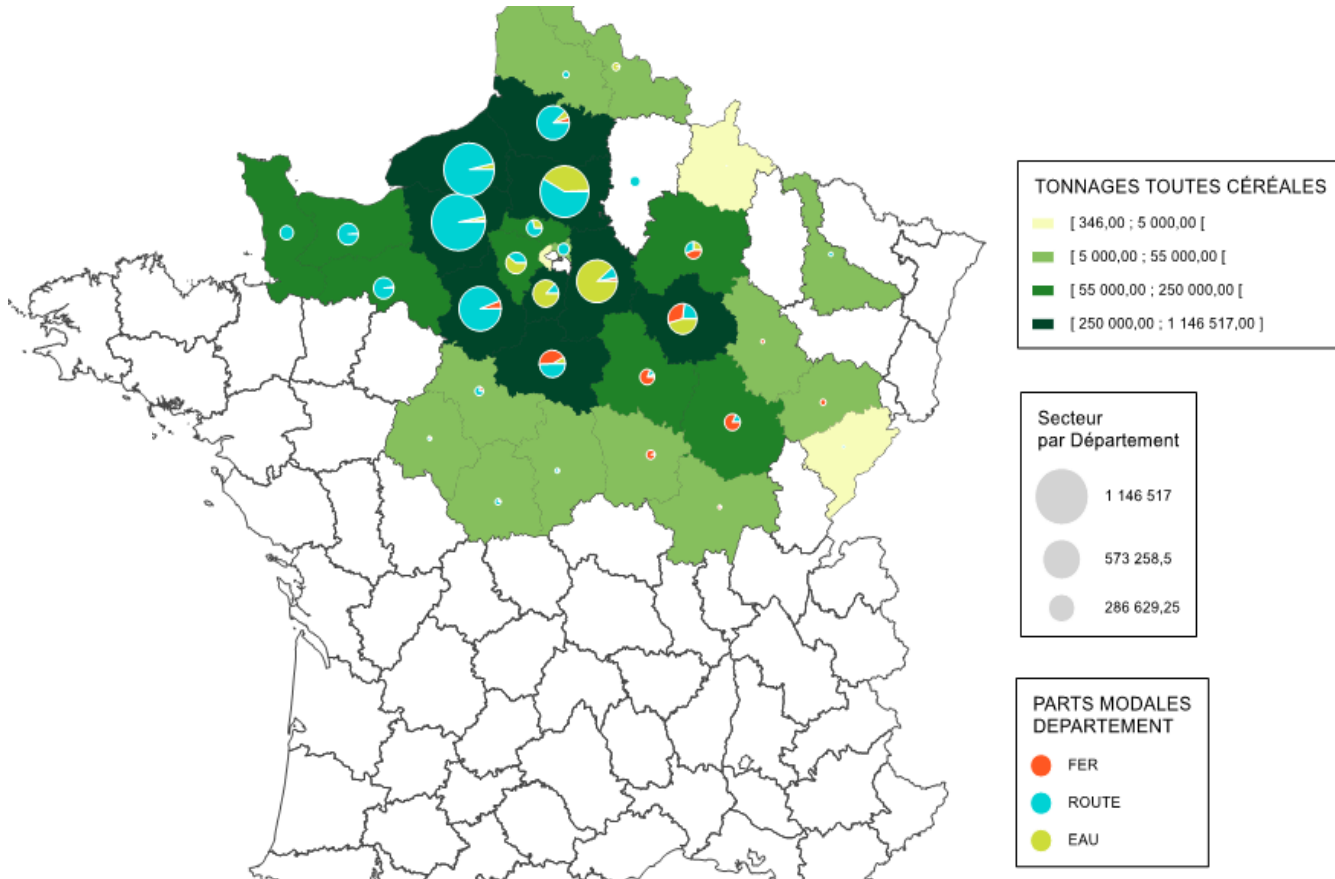 TONNAGES TOUTES CÉRÉALES
[ 346,00 ; 5 000,00 [
[ 5 000,00 ; 55 000,00 [
[ 55 000,00 ; 250 000,00 [
[ 250 000,00 ; 1 146 517,00 ]
Secteur
par Département
1 146 517
573 258,5
286 629,25
PARTS MODALES
DEPARTEMENT
FER
ROUTE
EAU